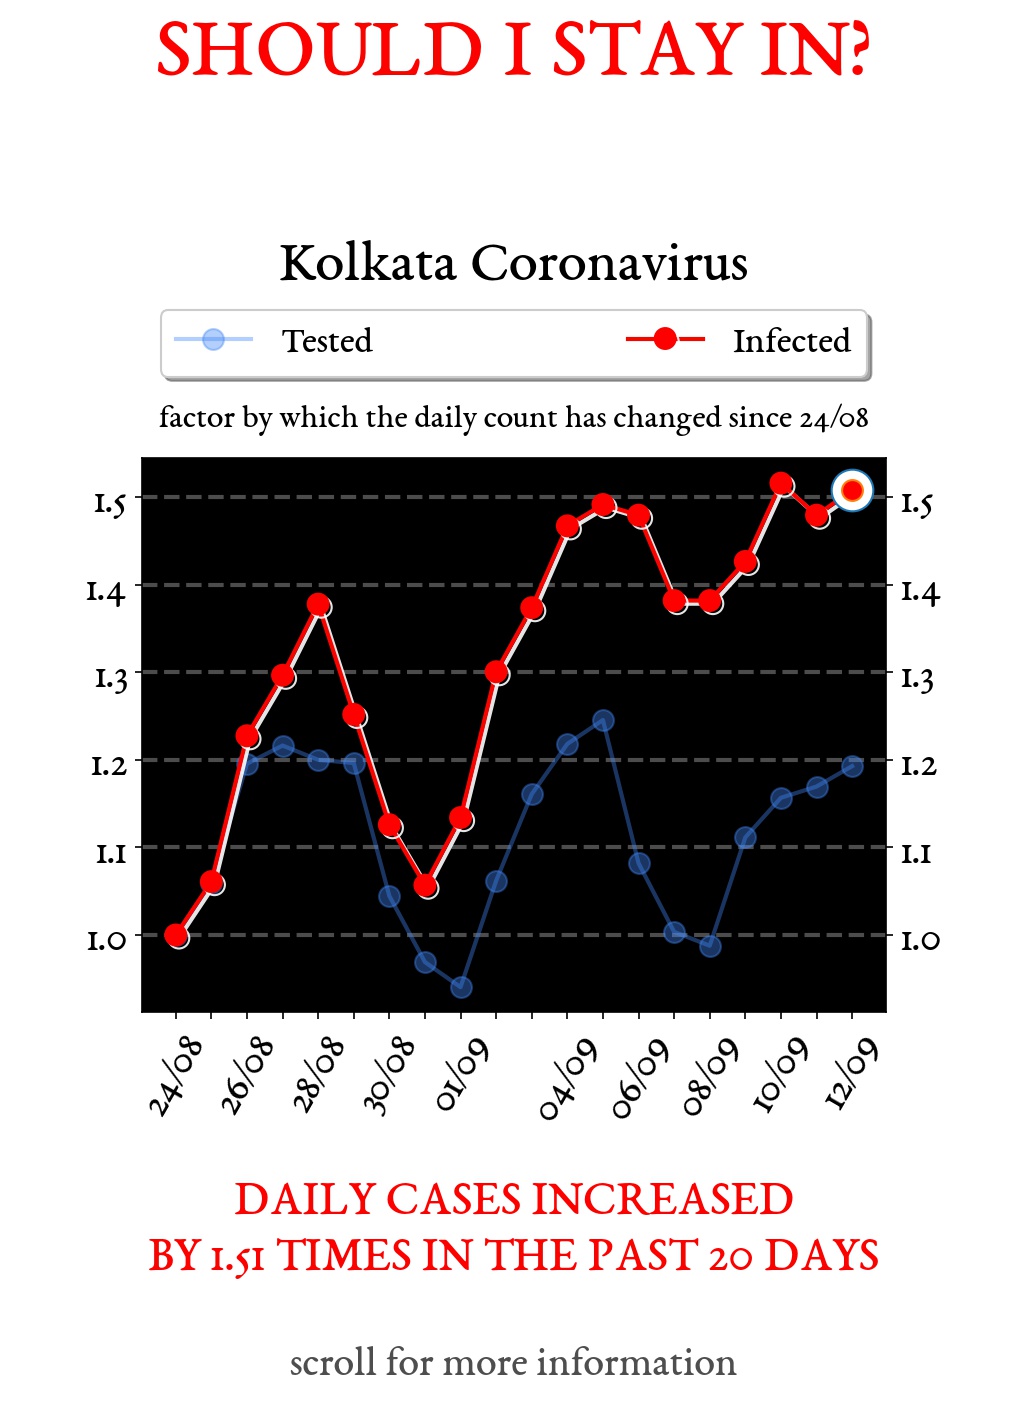 SHOULD I STAY IN?
Kolkata Coronavirus
Tested Infected
factor by which the daily count has changed since 24/08
1.5 1.5
1.4 1.4
1.3 1.3
1.2 1.2
1.1 1.1
1.0 1.0
24/08 26/08 28/08 30/08 01/09 04/09 06/09 08/09 10/09 12/09
DAILY CASES INCREASED
BY 1.51 TIMES IN THE PAST 20 DAYS
scroll for more information